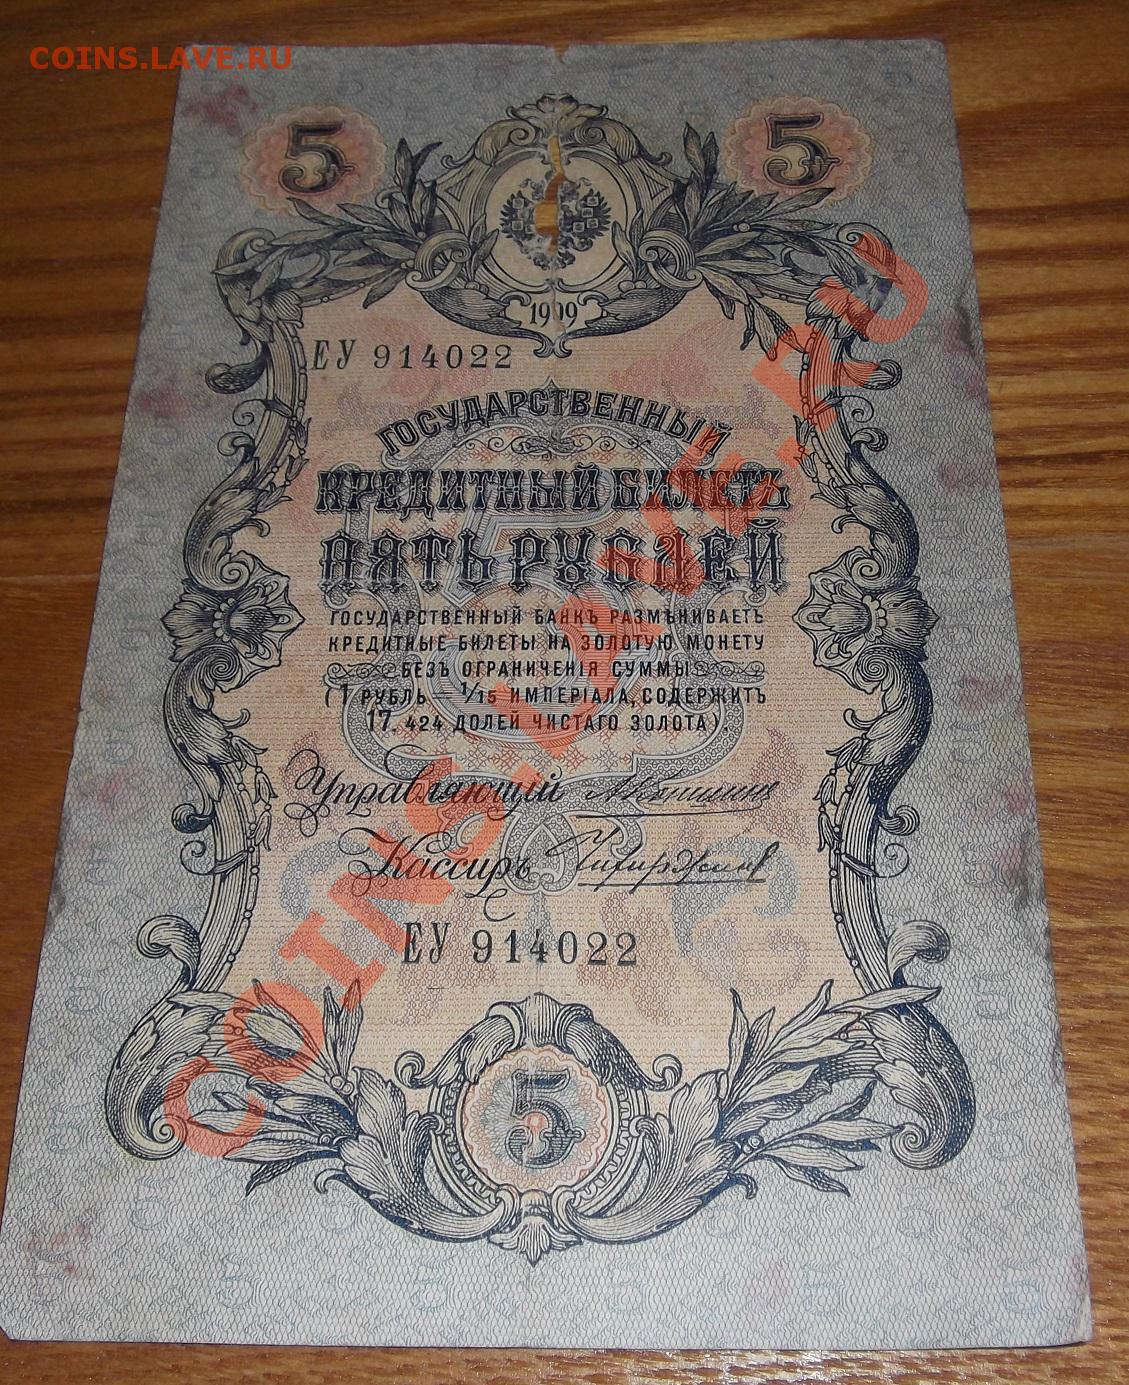 COINS.LAVE.RU
5 5
1909
ЕУ 914022
ГОСУДАРСТВЕННЫЙ
КРЕДИТНЫЙ БИЛЕТЪ
ПЯТЬ РУБЛЕЙ
ГОСУДАРСТВЕННЫЙ БАНКЪ РАЗМѢНИВАЕТЪ
КРЕДИТНЫЕ БИЛЕТЫ НА ЗОЛОТУЮ МОНЕТУ
БЕЗЪ ОГРАНИЧЕНІЯ СУММЫ
(1 РУБЛЬ = 1/15 ИМПЕРІАЛА, СОДЕРЖИТЪ
17,424 ДОЛЕЙ ЧИСТАГО ЗОЛОТА).
Управляющій
Кассиръ
ЕУ 914022
5
COINS.LAVE.RU